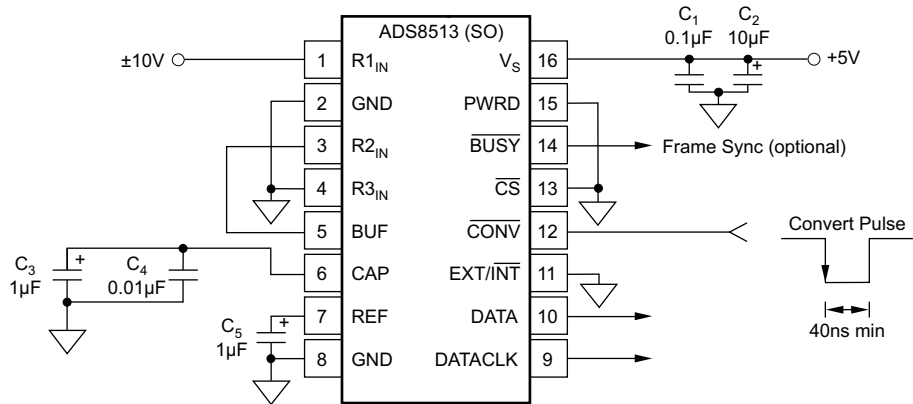 ADS8513 (SO)
C1
0.1µF
C2
10µF
+
±10V
1
R1IN
VS
16
+5V
2
GND
PWRD
15
3
R2IN
BUSY
14
Frame Sync (optional)
4
R3IN
CS
13
5
BUF
CONV
12
Convert Pulse
C3
1µF
+
C4
0.01µF
6
CAP
EXT/INT
11
40ns min
C5
1µF
+
7
REF
DATA
10
8
GND
DATACLK
9